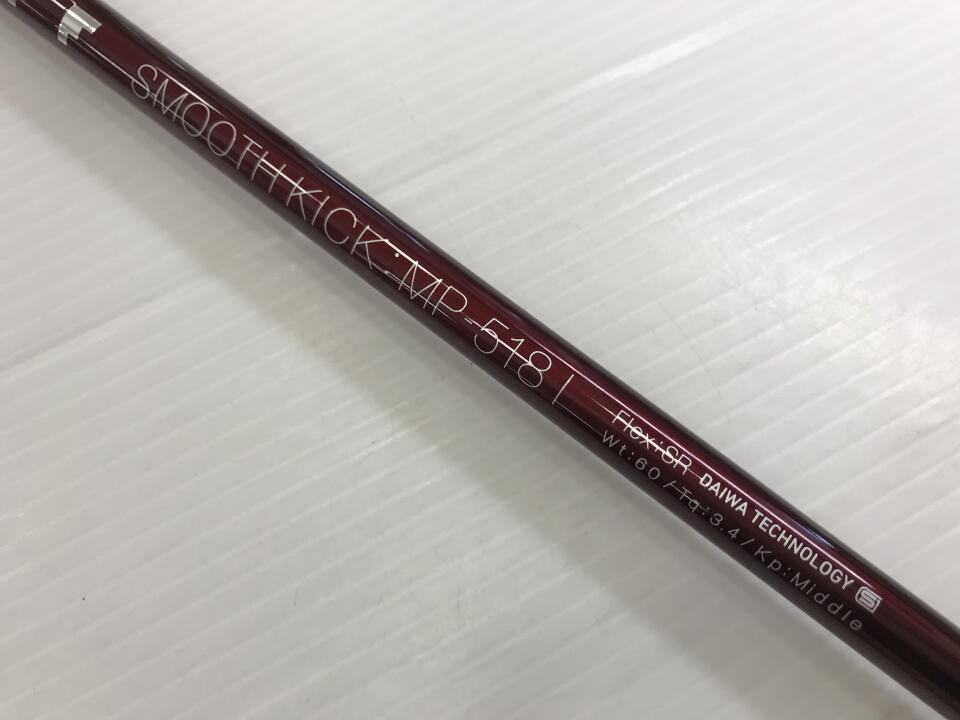 SMOOTH KICK:MP-518 I
Flex:SR DAIWA TECHNOLOGY
Wt:60/Tq:3.4/Kp:Middle